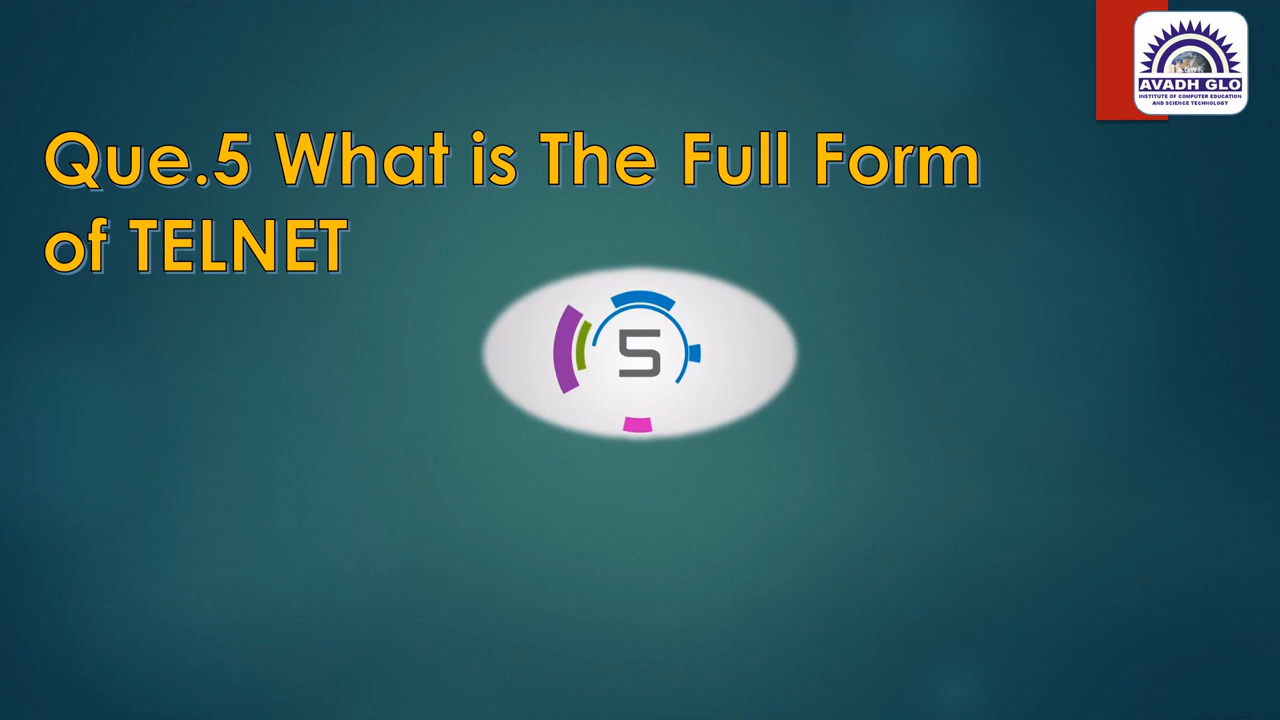 AVADH GLO
INSTITUTE OF COMPUTER EDUCATION
AND SCIENCE TECHNOLOGY
Que.5 What is The Full Form
of TELNET
5